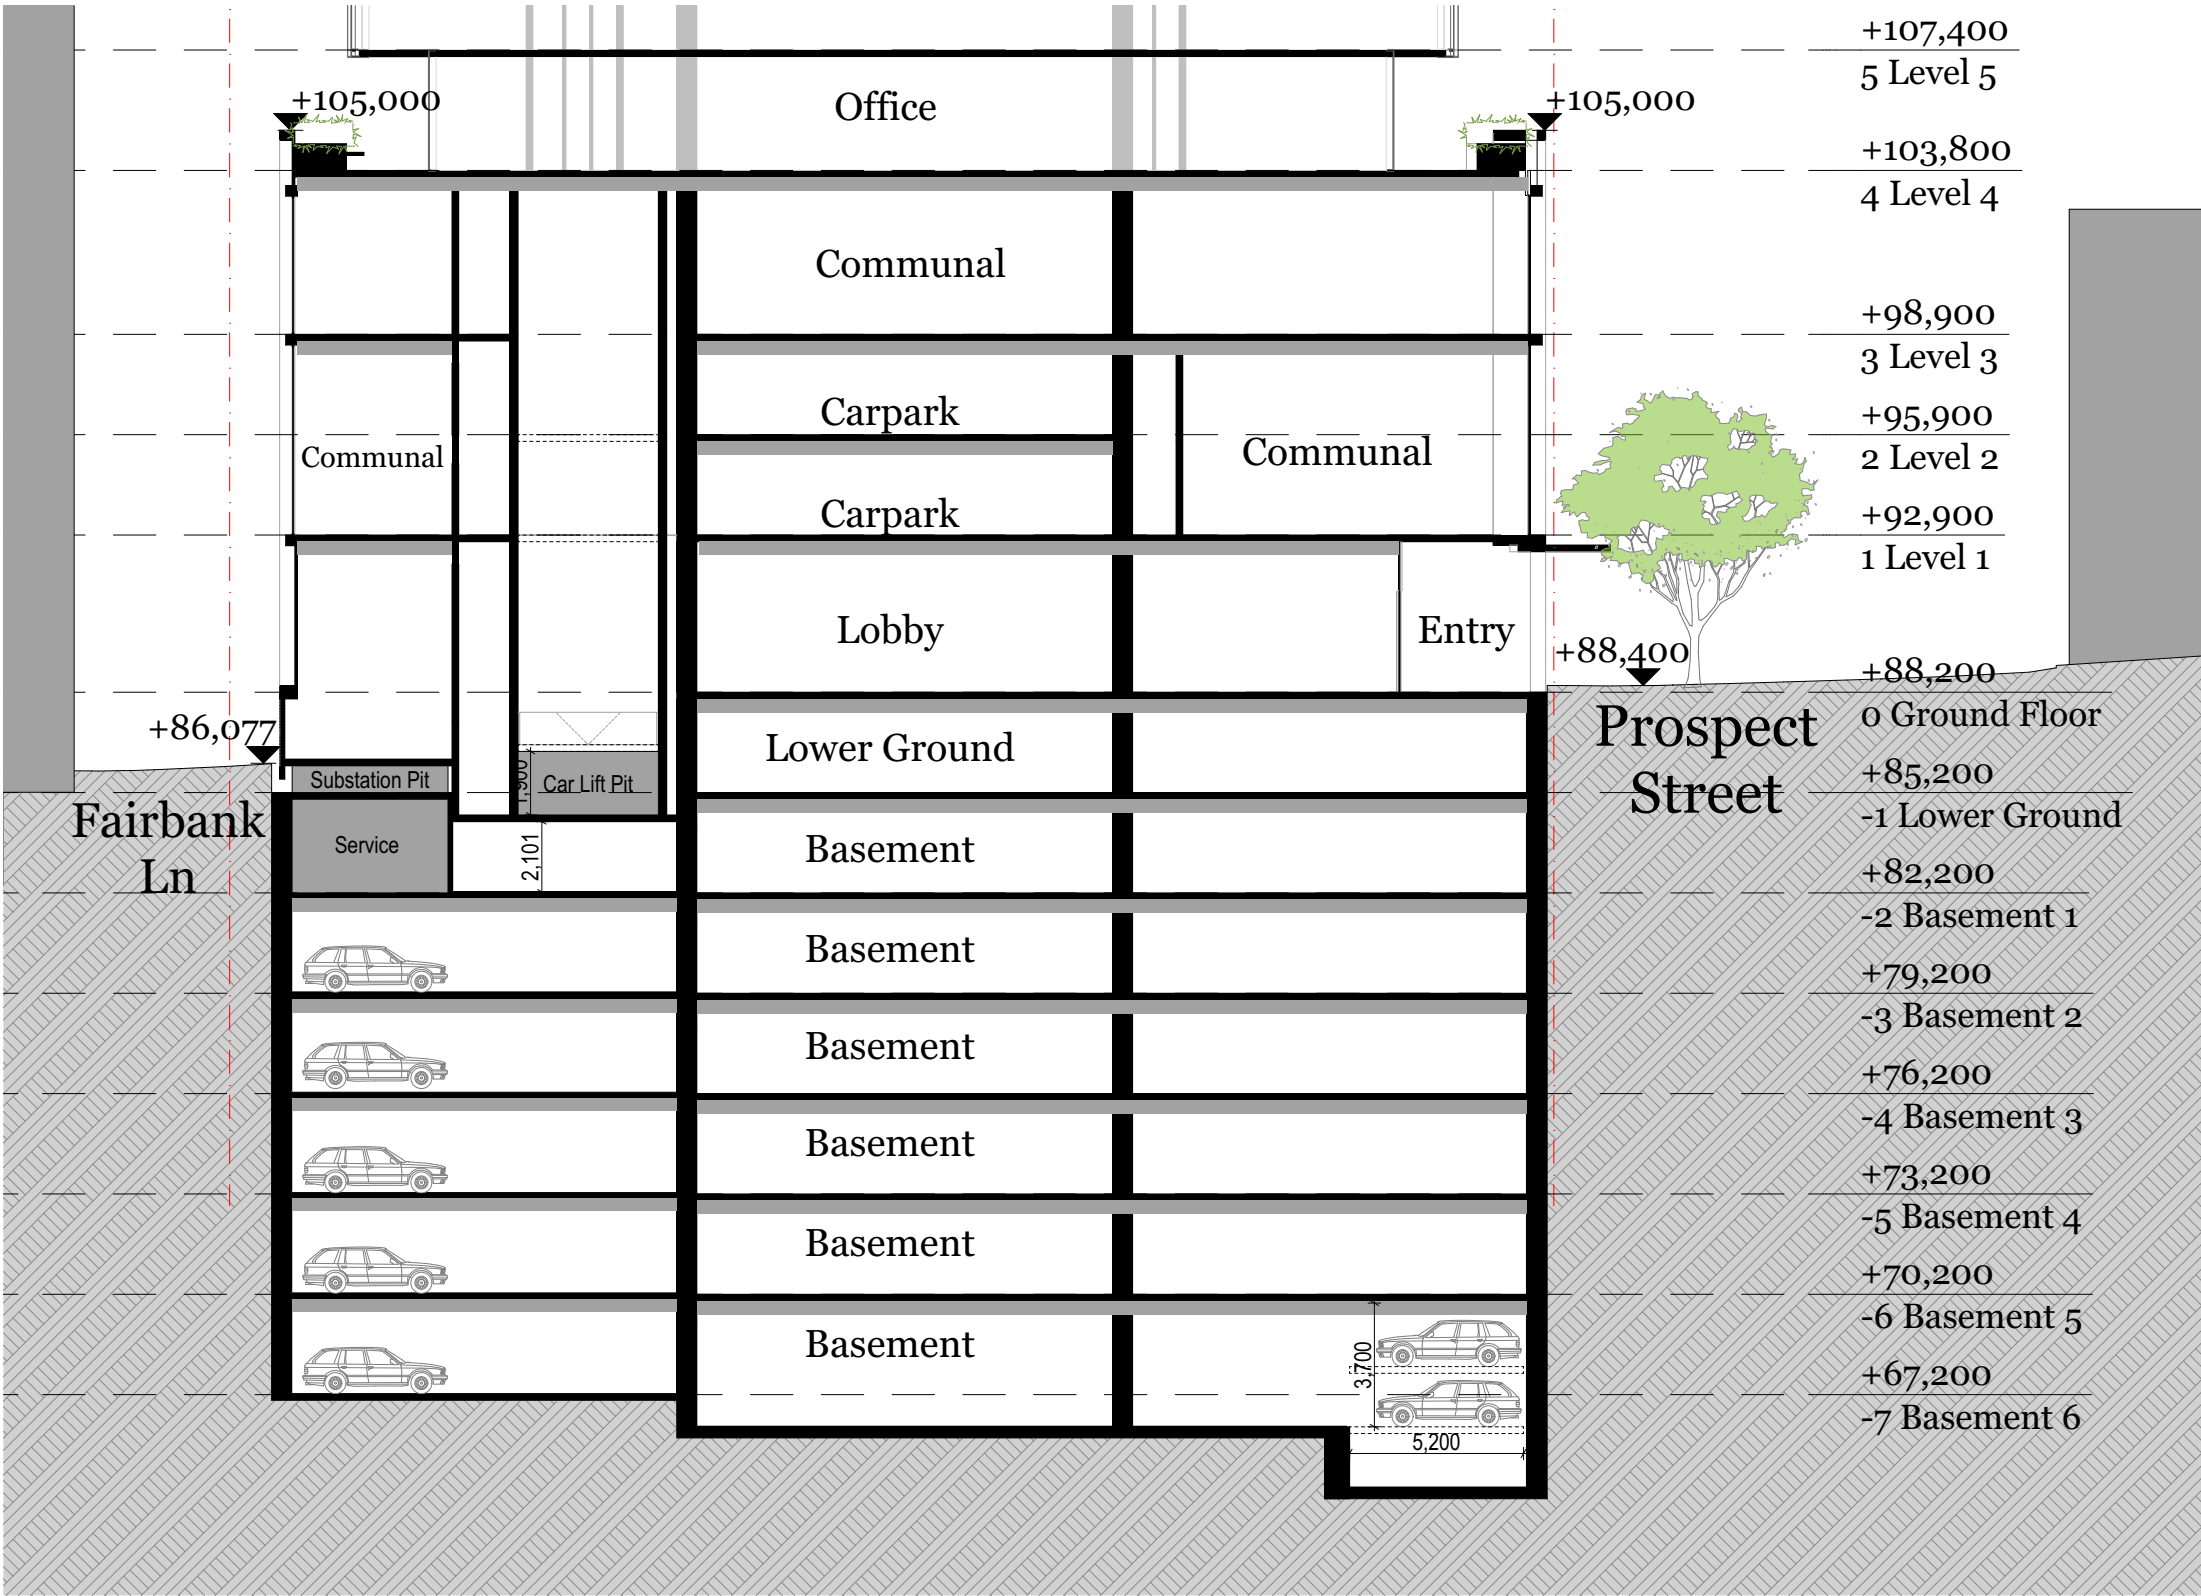 +107,400
5 Level 5
+105,000
Office
+105,000
+103,800
4 Level 4
Communal
+98,900
3 Level 3
Carpark
+95,900
Communal
Communal
2 Level 2
Carpark
+92,900
1 Level 1
Lobby
Entry
+88,400
+88,200
0 Ground Floor
+86,077
Prospect
Street
Lower Ground
Substation Pit
1,900
Car Lift Pit
+85,200
-1 Lower Ground
Fairbank
Ln
Service
2,101
Basement
+82,200
-2 Basement 1
Basement
+79,200
-3 Basement 2
Basement
+76,200
-4 Basement 3
Basement
+73,200
-5 Basement 4
Basement
+70,200
-6 Basement 5
Basement
3,700
+67,200
-7 Basement 6
5,200